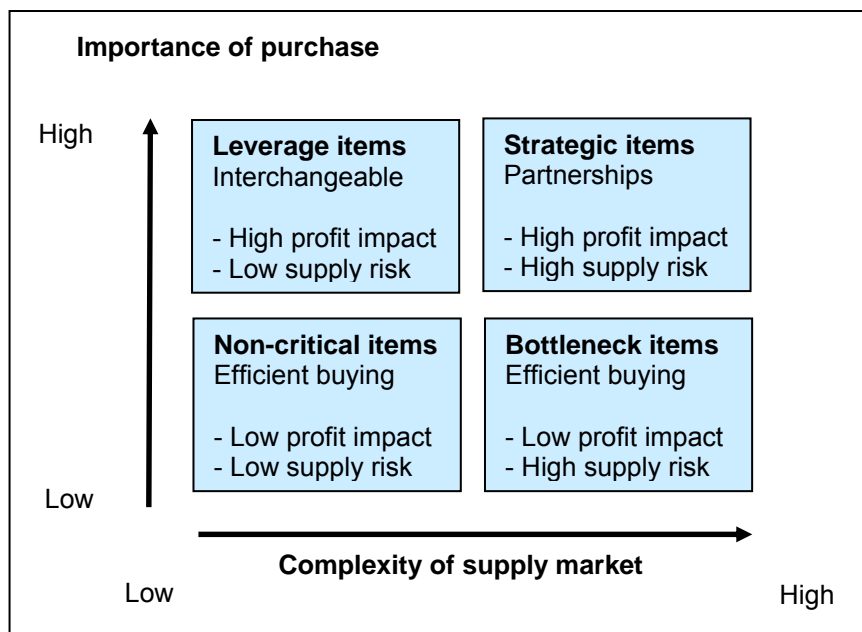 Importance of purchase
High
Leverage items
Interchangeable
- High profit impact
- Low supply risk
Strategic items
Partnerships
- High profit impact
- High supply risk
Non-critical items
Efficient buying
- Low profit impact
- Low supply risk
Bottleneck items
Efficient buying
- Low profit impact
- High supply risk
Low
Complexity of supply market
Low
High